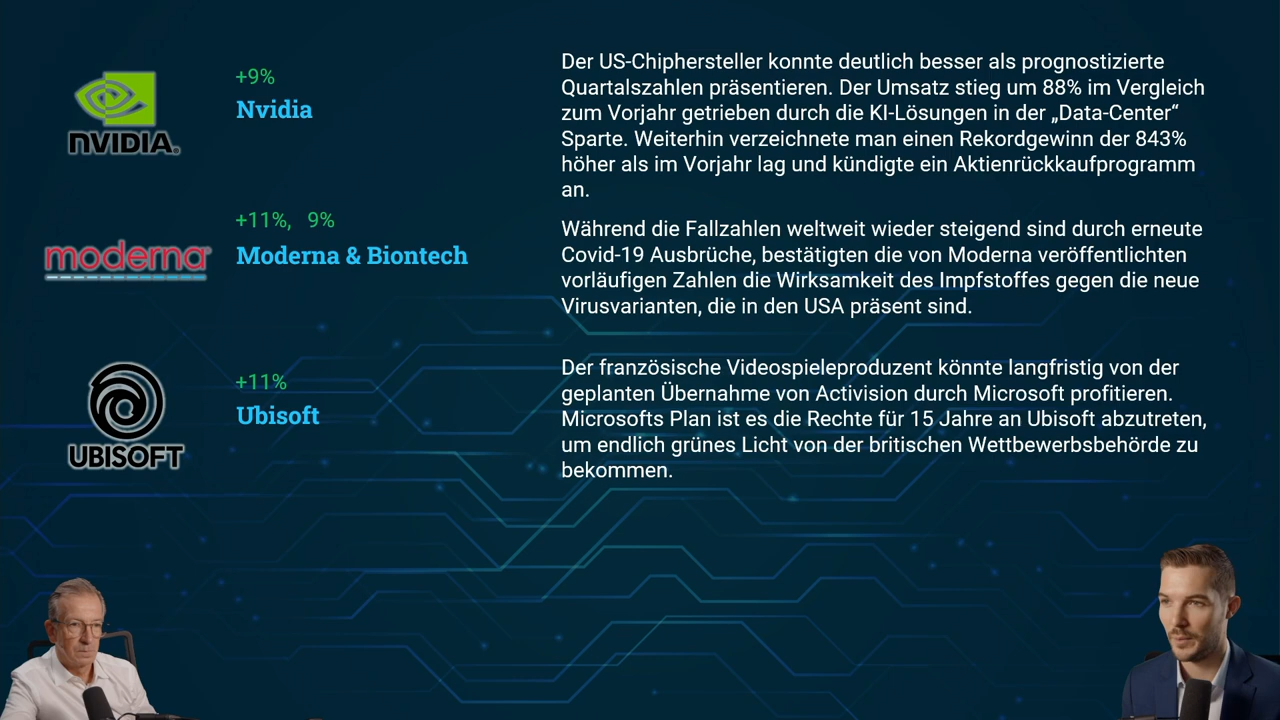 NVIDIA.
+9%
Nvidia
Der US-Chiphersteller konnte deutlich besser als prognostizierte
Quartalszahlen präsentieren. Der Umsatz stieg um 88% im Vergleich
zum Vorjahr getrieben durch die KI-Lösungen in der „Data-Center“
Sparte. Weiterhin verzeichnete man einen Rekordgewinn der 843%
höher als im Vorjahr lag und kündigte ein Aktienrückkaufprogramm
an.
moderna
+11%, 9%
Moderna & Biontech
Während die Fallzahlen weltweit wieder steigend sind durch erneute
Covid-19 Ausbrüche, bestätigten die von Moderna veröffentlichten
vorläufigen Zahlen die Wirksamkeit des Impfstoffes gegen die neue
Virusvarianten, die in den USA präsent sind.
UBISOFT
+11%
Ubisoft
Der französische Videospieleproduzent könnte langfristig von der
geplanten Übernahme von Activision durch Microsoft profitieren.
Microsofts Plan ist es die Rechte für 15 Jahre an Ubisoft abzutreten,
um endlich grünes Licht von der britischen Wettbewerbsbehörde zu
bekommen.